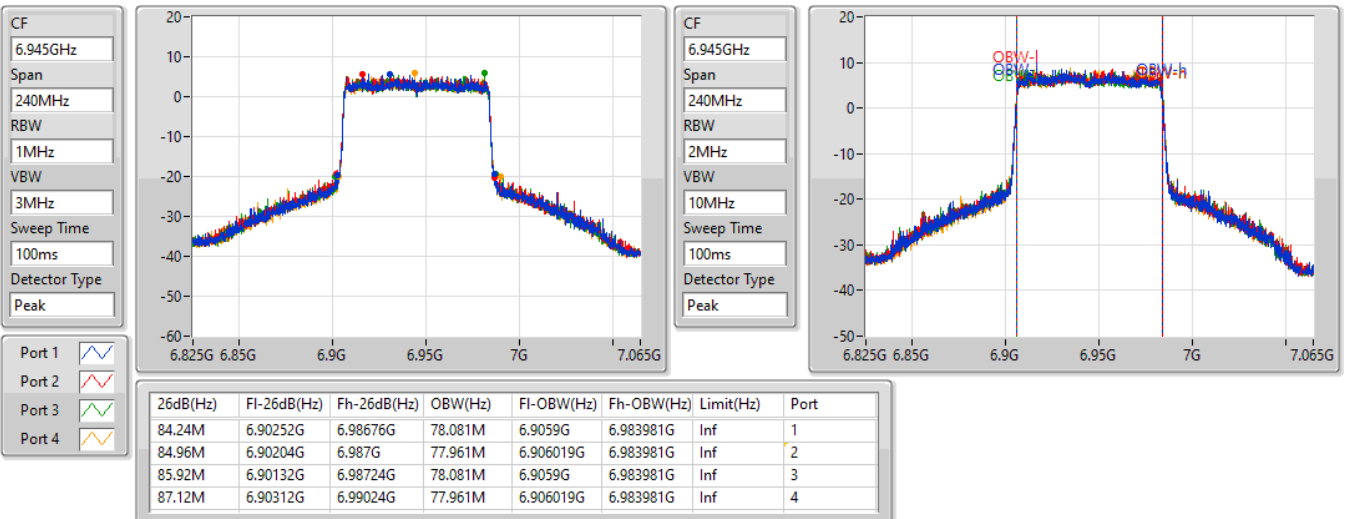 CF
6.945GHz
Span
240MHz
RBW
1MHz
VBW
3MHz
Sweep Time
100ms
Detector Type
Peak
20
10
0
-10
-20
-30
-40
-50
-60
6.825G 6.85G 6.9G 6.95G 7G 7.065G
CF
6.945GHz
Span
240MHz
RBW
2MHz
VBW
10MHz
Sweep Time
100ms
Detector Type
Peak
20
10
0
-10
-20
-30
-40
-50
OBW-l
OBW-h
6.825G 6.85G 6.9G 6.95G 7G 7.065G
Port 1
Port 2
Port 3
Port 4
26dB(Hz) Fl-26dB(Hz) Fh-26dB(Hz) OBW(Hz) Fl-OBW(Hz) Fh-OBW(Hz) Limit(Hz) Port
84.24M 6.90252G 6.98676G 78.081M 6.9059G 6.983981G Inf 1
84.96M 6.90204G 6.987G 77.961M 6.906019G 6.983981G Inf 2
85.92M 6.90132G 6.98724G 78.081M 6.9059G 6.983981G Inf 3
87.12M 6.90312G 6.99024G 77.961M 6.906019G 6.983981G Inf 4